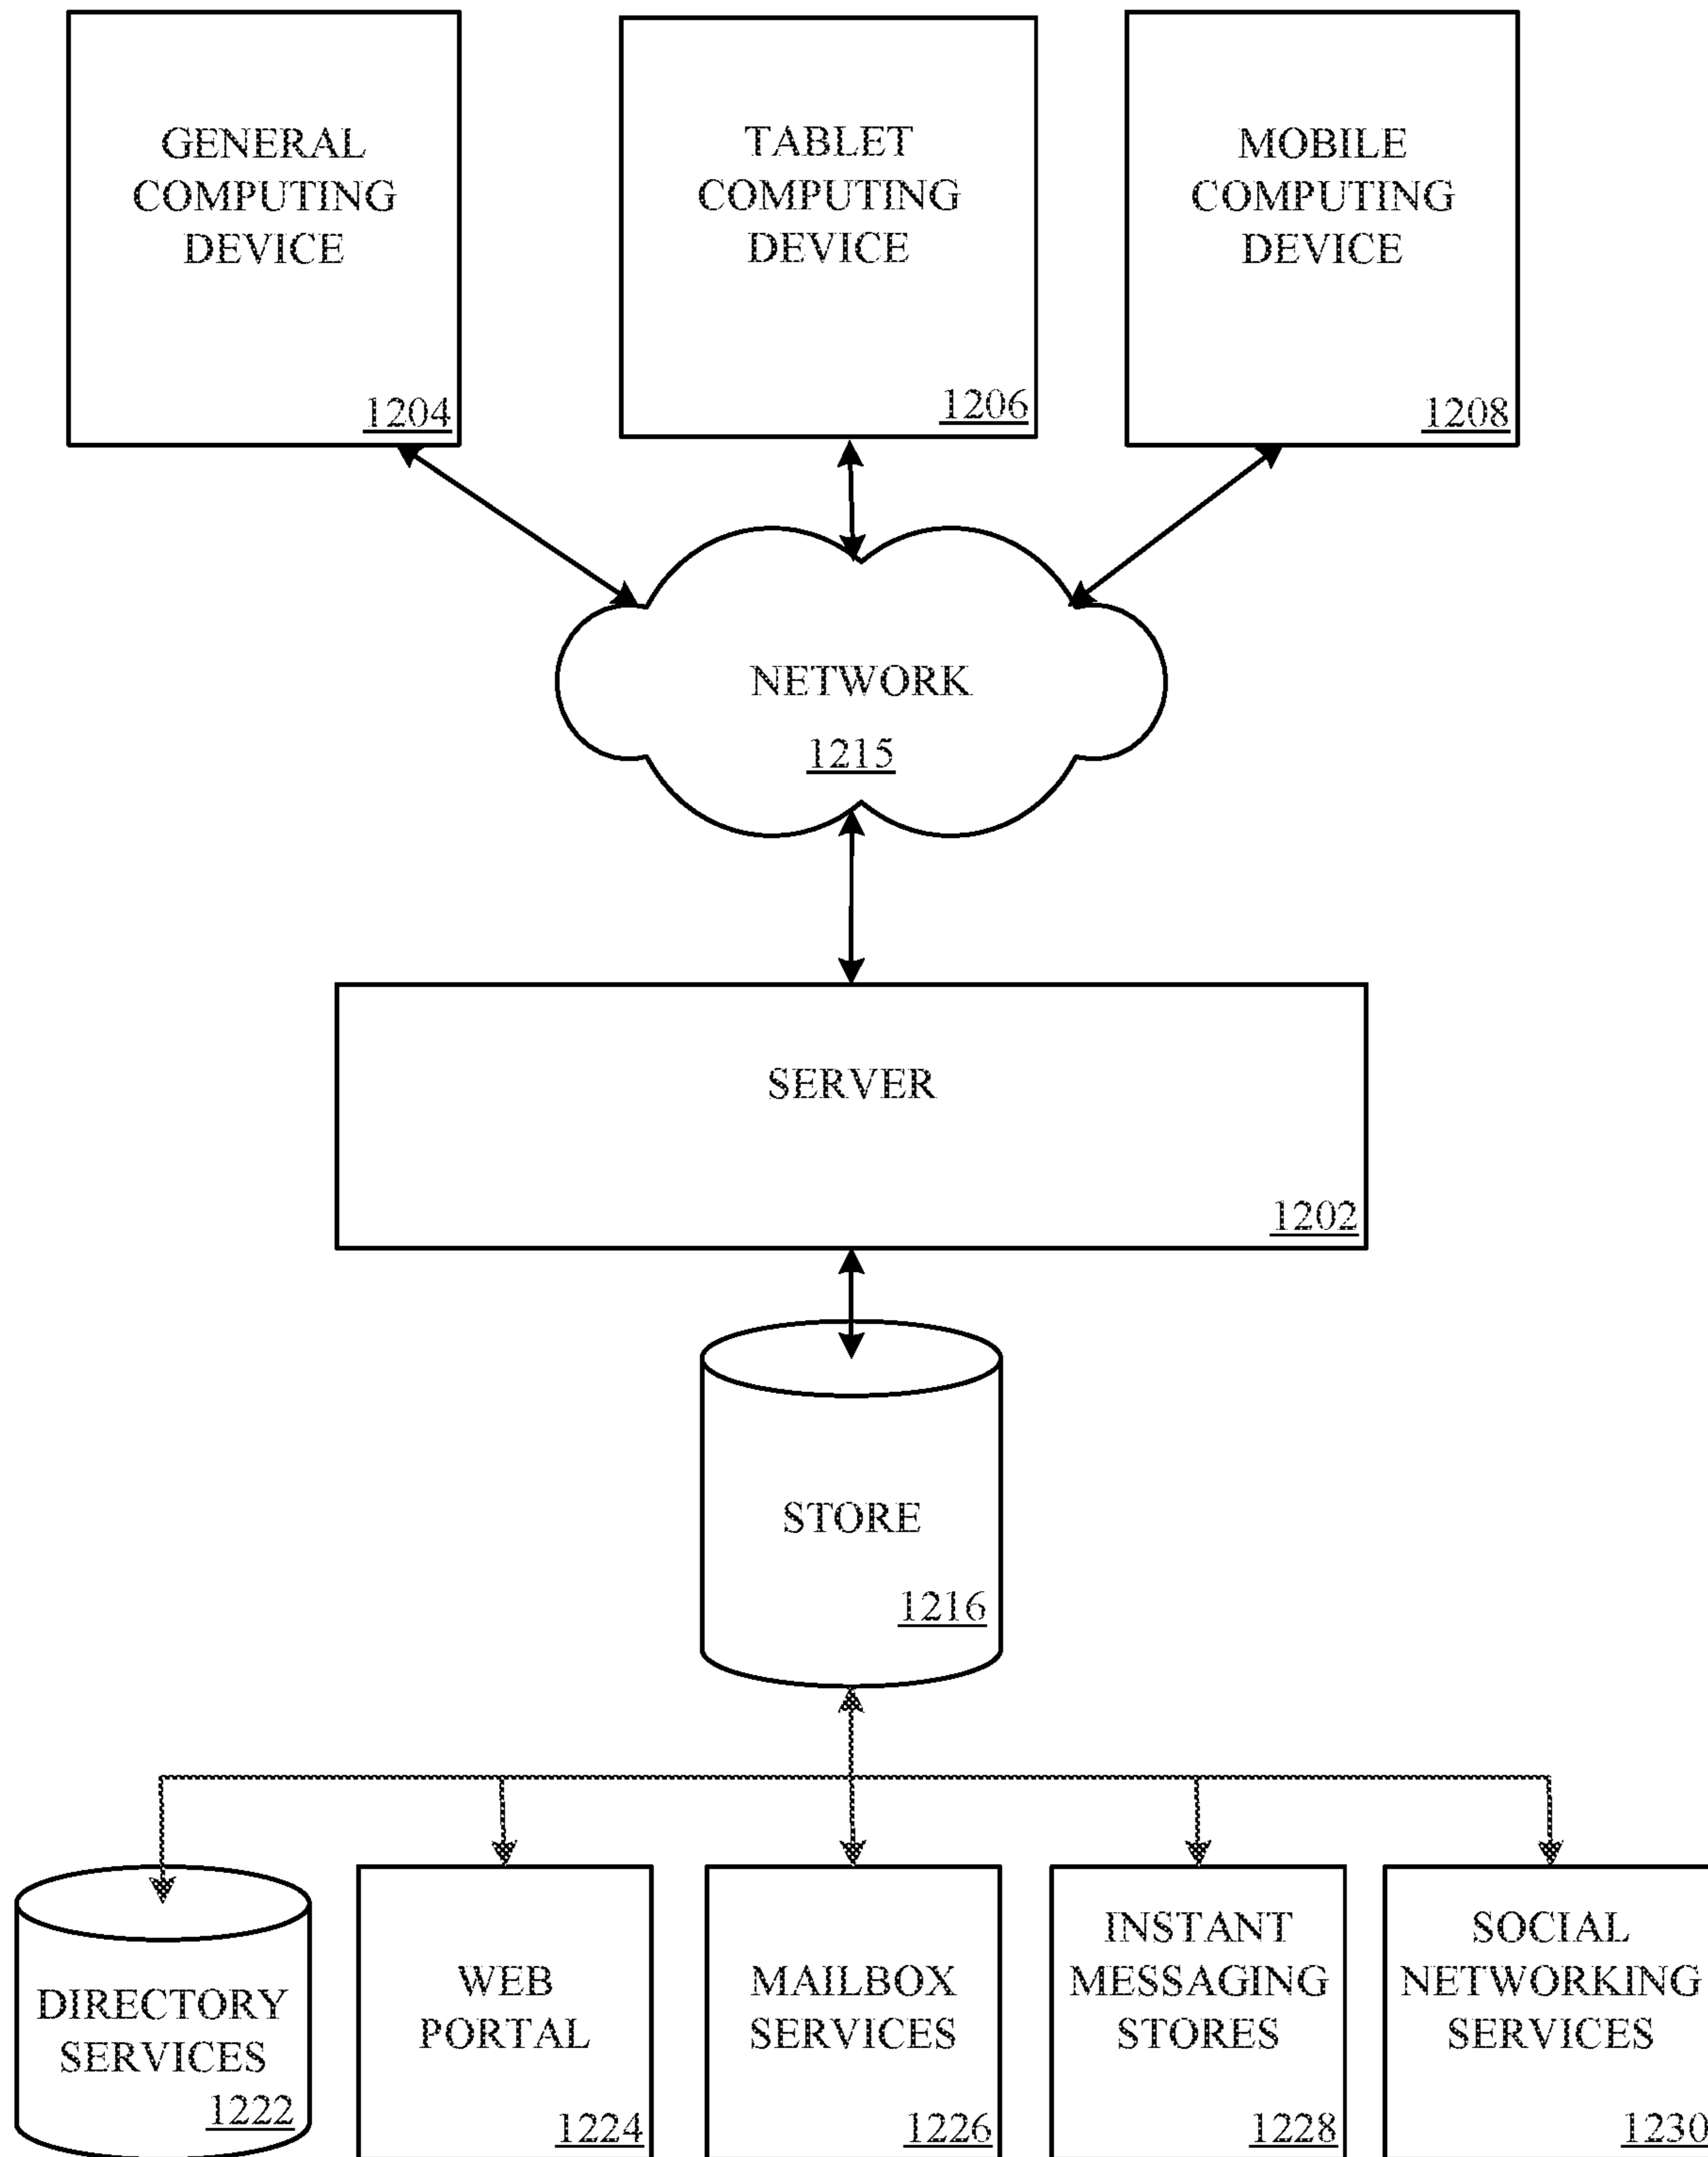 GENERAL
COMPUTING
DEVICE
1204
TABLET
COMPUTING
DEVICE
1206
MOBILE
COMPUTING
DEVICE
1208
NETWORK
1215
SERVER
1202
STORE
1216
DIRECTORY
SERVICES
1222
WEB
PORTAL
1224
MAILBOX
SERVICES
1226
INSTANT
MESSAGING
STORES
1228
SOCIAL
NETWORKING
SERVICES
1230